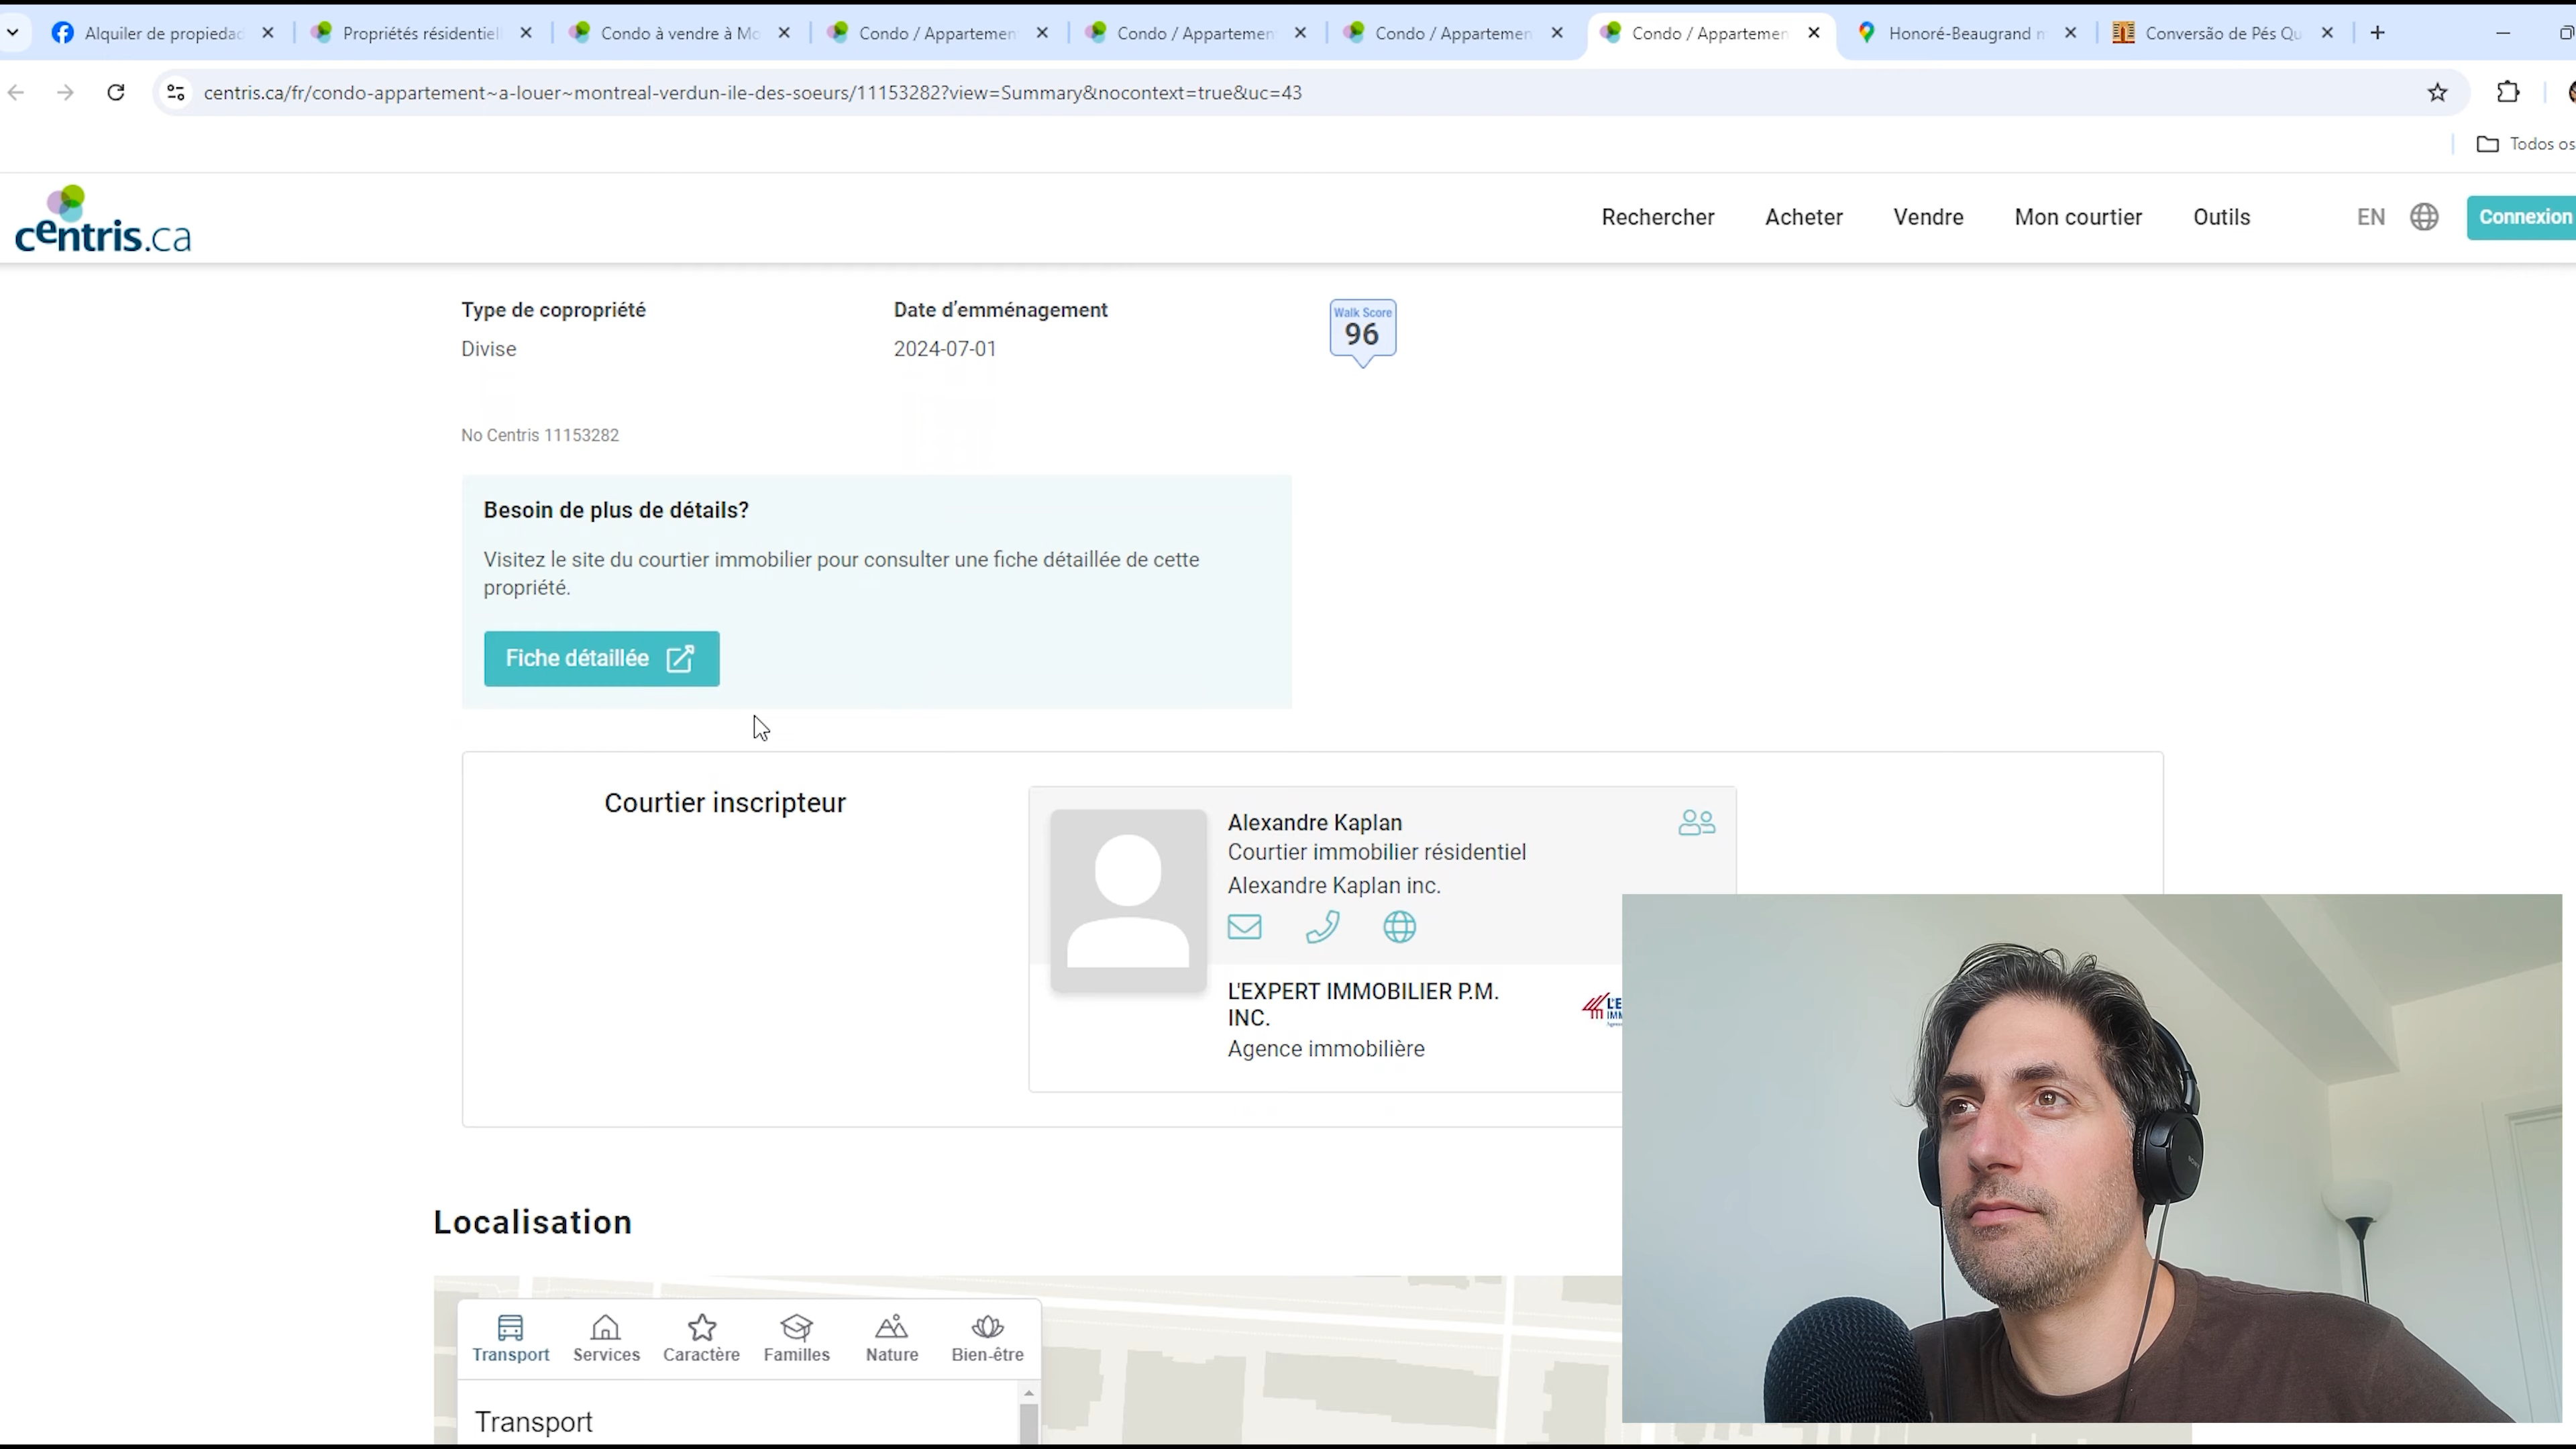 Alquiler de propiedad
Propriétés résidentiel
Condo à vendre à Mo
Condo / Appartemen
Condo / Appartemen
Condo / Appartemen
Condo / Appartemen
Honoré-Beaugrand m
Conversão de Pés Qu
centris.ca/fr/condo-appartement~a-louer~montreal-verdun-ile-des-soeurs/11153282?view=Summary&nocontext=true&uc=43
Todos os
centris.ca
Rechercher
Acheter
Vendre
Mon courtier
Outils
EN
Connexion
Type de copropriété
Date d'emménagement
Walk Score
96
Divise
2024-07-01
No Centris 11153282
Besoin de plus de détails?
Visitez le site du courtier immobilier pour consulter une fiche détaillée de cette
propriété.
Fiche détaillée
Courtier inscripteur
Alexandre Kaplan
Courtier immobilier résidentiel
Alexandre Kaplan inc.
L'EXPERT IMMOBILIER P.M.
INC.
Agence immobilière
Localisation
Transport
Services
Caractère
Familles
Nature
Bien-être
Transport